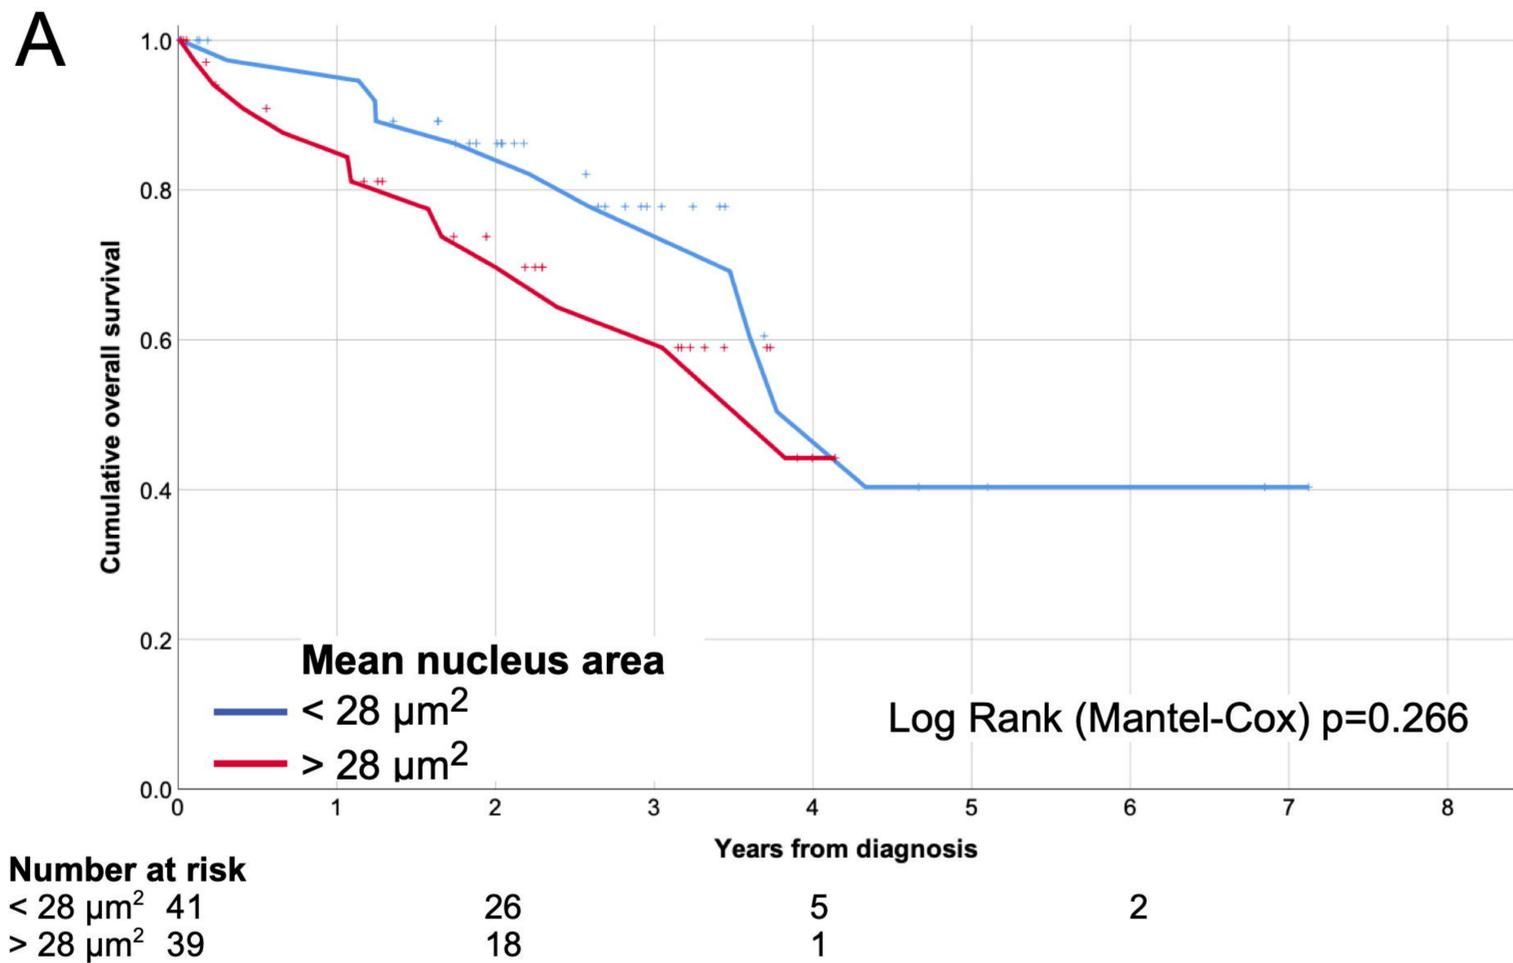 A
1.0
0.8
0.6
0.4
0.2
0.0
Cumulative overall survival
Mean nucleus area
< 28 µm²
> 28 µm²
Log Rank (Mantel-Cox) p=0.266
0 1 2 3 4 5 6 7 8
Years from diagnosis
Number at risk
< 28 µm² 41 26 5 2
> 28 µm² 39 18 1